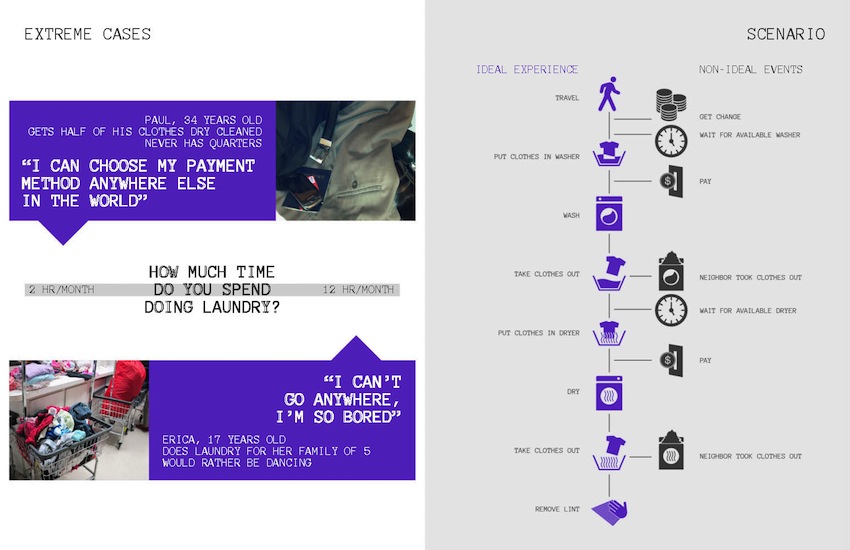 EXTREME CASES
PAUL, 34 YEARS OLD
GETS HALF OF HIS CLOTHES DRY CLEANED
NEVER HAS QUARTERS
“I CAN CHOOSE MY PAYMENT
METHOD ANYWHERE ELSE
IN THE WORLD”
HOW MUCH TIME
2 HR/MONTH DO YOU SPEND 12 HR/MONTH
DOING LAUNDRY?
“I CAN’T
GO ANYWHERE,
I’M SO BORED”
ERICA, 17 YEARS OLD
DOES LAUNDRY FOR HER FAMILY OF 5
WOULD RATHER BE DANCING
SCENARIO
IDEAL EXPERIENCE NON-IDEAL EVENTS
TRAVEL
GET CHANGE
WAIT FOR AVAILABLE WASHER
PUT CLOTHES IN WASHER
$ PAY
WASH
TAKE CLOTHES OUT NEIGHBOR TOOK CLOTHES OUT
WAIT FOR AVAILABLE DRYER
PUT CLOTHES IN DRYER
$ PAY
DRY
TAKE CLOTHES OUT NEIGHBOR TOOK CLOTHES OUT
REMOVE LINT